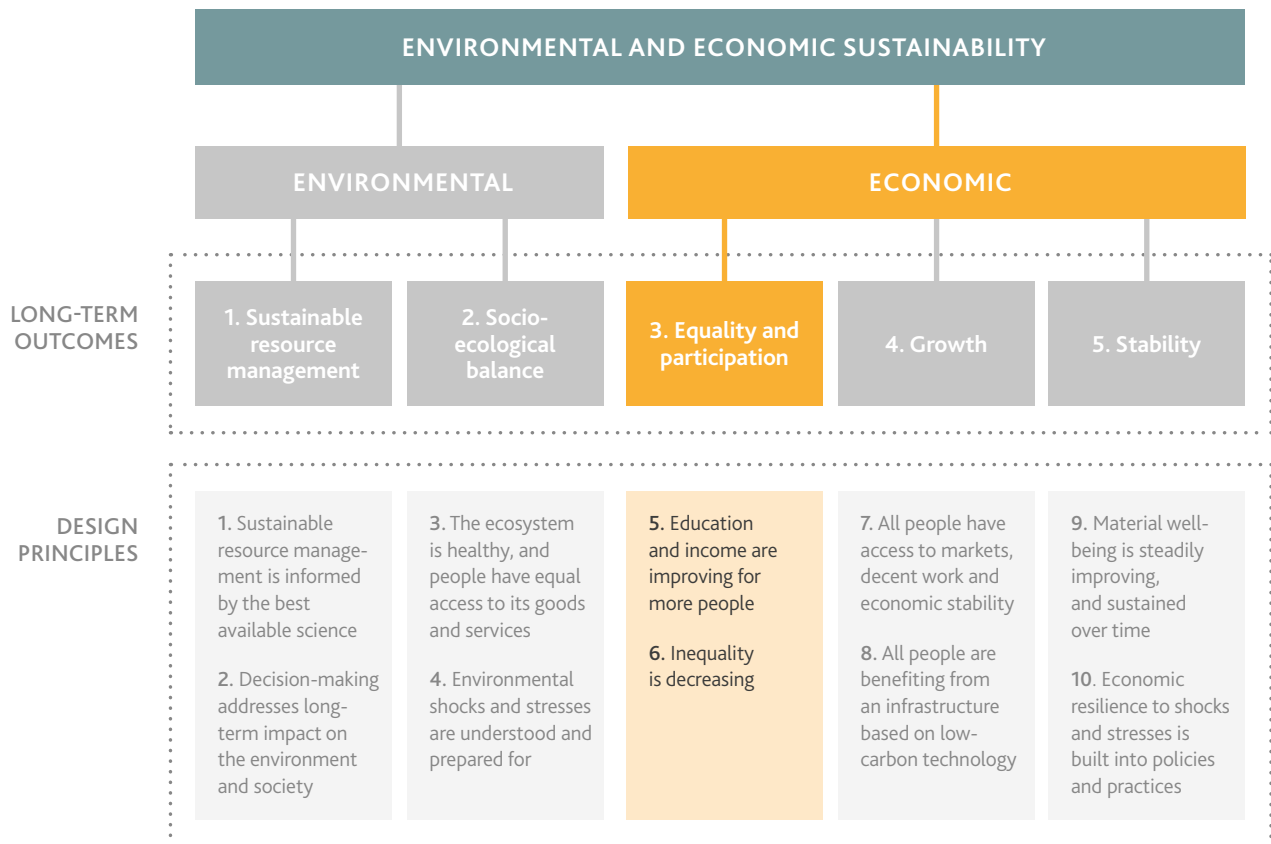 ENVIRONMENTAL AND ECONOMIC SUSTAINABILITY
ENVIRONMENTAL
ECONOMIC
LONG-TERM
OUTCOMES
1. Sustainable
resource
management
2. Socio-
ecological
balance
3. Equality and
participation
4. Growth
5. Stability
DESIGN
PRINCIPLES
1. Sustainable
resource manage-
ment is informed
by the best
available science
2. Decision-making
addresses long-
term impact on
the environment
and society
3. The ecosystem
is healthy, and
people have equal
access to its goods
and services
4. Environmental
shocks and stresses
are understood and
prepared for
5. Education
and income are
improving for
more people
6. Inequality
is decreasing
7. All people have
access to markets,
decent work and
economic stability
8. All people are
benefiting from
an infrastructure
based on low-
carbon technology
9. Material well-
being is steadily
improving,
and sustained
over time
10. Economic
resilience to shocks
and stresses is
built into policies
and practices